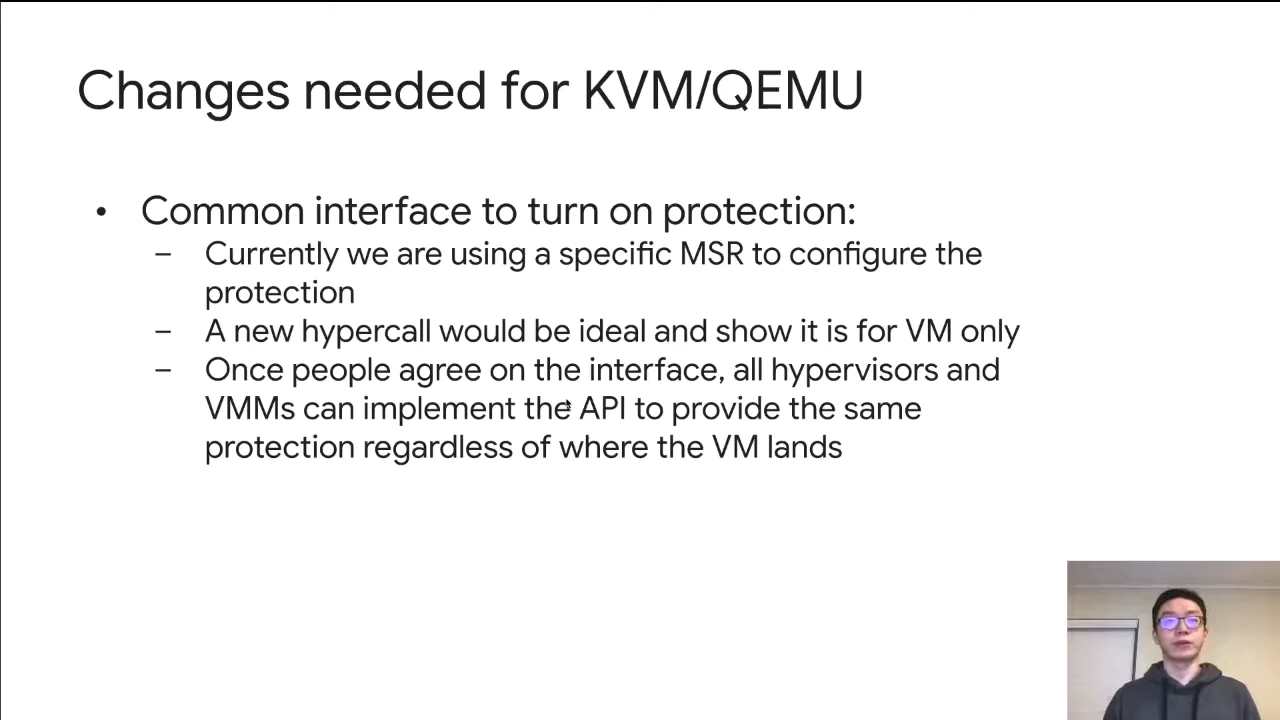 Changes needed for KVM/QEMU
• Common interface to turn on protection:
– Currently we are using a specific MSR to configure the
protection
– A new hypercall would be ideal and show it is for VM only
– Once people agree on the interface, all hypervisors and
VMMs can implement the API to provide the same
protection regardless of where the VM lands